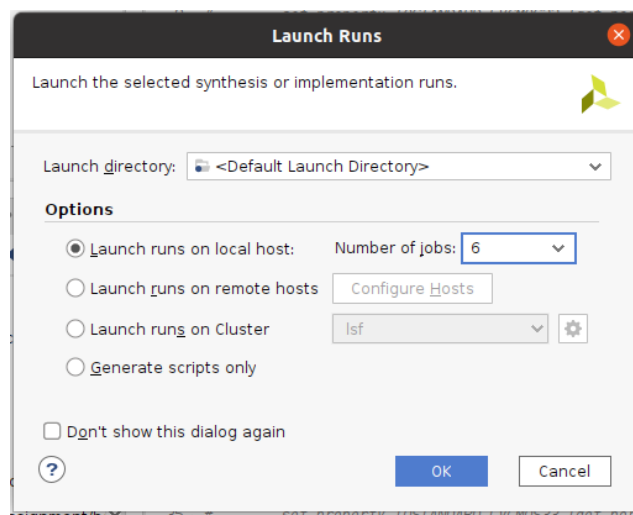 Launch Runs
Launch the selected synthesis or implementation runs.
Launch directory: <Default Launch Directory>
Options
Launch runs on local host: Number of jobs: 6
Launch runs on remote hosts Configure Hosts
Launch runs on Cluster lsf
Generate scripts only
Don't show this dialog again
? OK Cancel